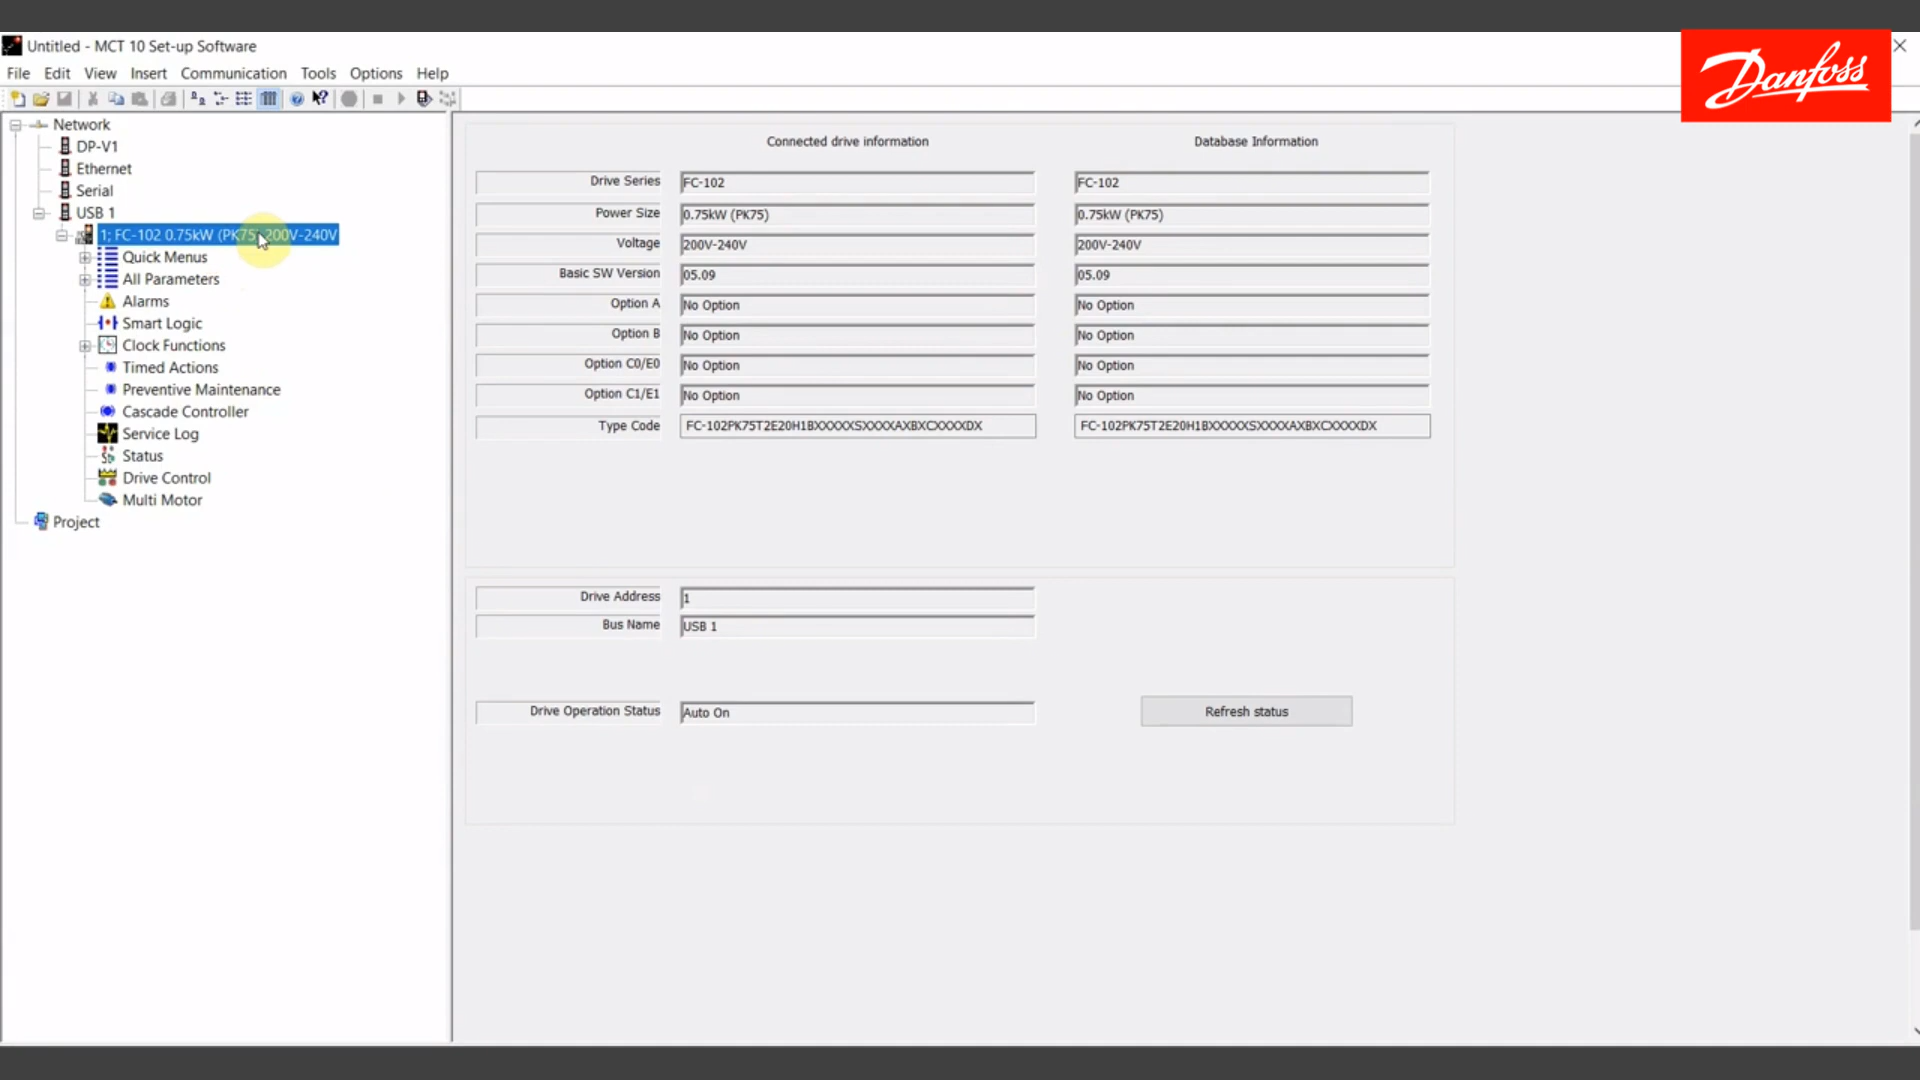 Untitled - MCT 10 Set-up Software
Danfoss
File Edit View Insert Communication Tools Options Help
Network
DP-V1
Ethernet
Serial
USB 1
1; FC-102 0.75kW (PK75) 200V-240V
Quick Menus
All Parameters
Alarms
Smart Logic
Clock Functions
Timed Actions
Preventive Maintenance
Cascade Controller
Service Log
Status
Drive Control
Multi Motor
Project
Connected drive information Database Information
Drive Series FC-102 FC-102
Power Size 0.75kW (PK75) 0.75kW (PK75)
Voltage 200V-240V 200V-240V
Basic SW Version 05.09 05.09
Option A No Option No Option
Option B No Option No Option
Option C0/E0 No Option No Option
Option C1/E1 No Option No Option
Type Code FC-102PK75T2E20H1BXXXXXSXXXXAXBXCXXXXDX FC-102PK75T2E20H1BXXXXXSXXXXAXBXCXXXXDX
Drive Address 1
Bus Name USB 1
Drive Operation Status Auto On Refresh status